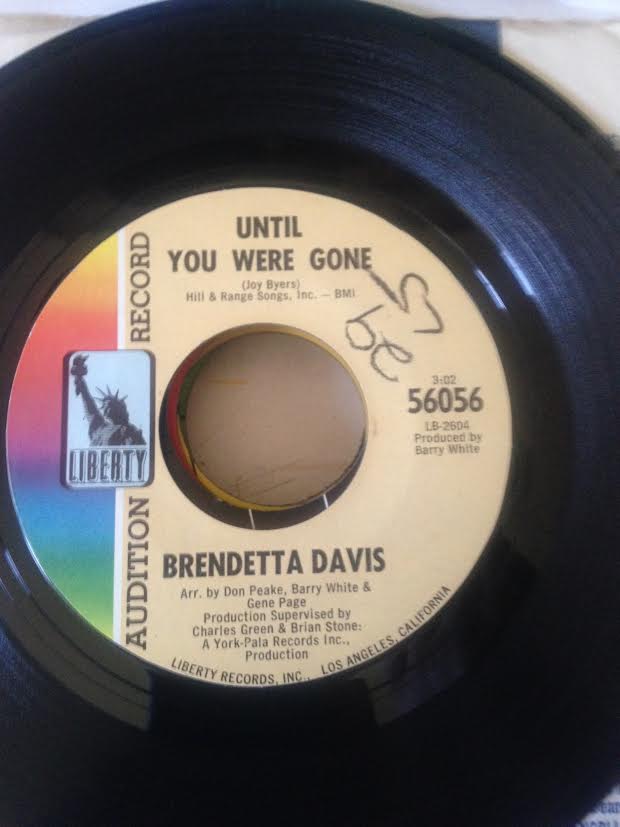 UNTIL
YOU WERE GONE
(Joy Byers)
Hill & Range Songs, Inc. — BMI
3:02
56056
LB-2604
Produced by
Barry White
AUDITION RECORD
LIBERTY
BRENDETTA DAVIS
Arr. by Don Peake, Barry White &
Gene Page
Production Supervised by
Charles Green & Brian Stone:
A York-Pala Records Inc.,
Production
LIBERTY RECORDS, INC., LOS ANGELES, CALIFORNIA